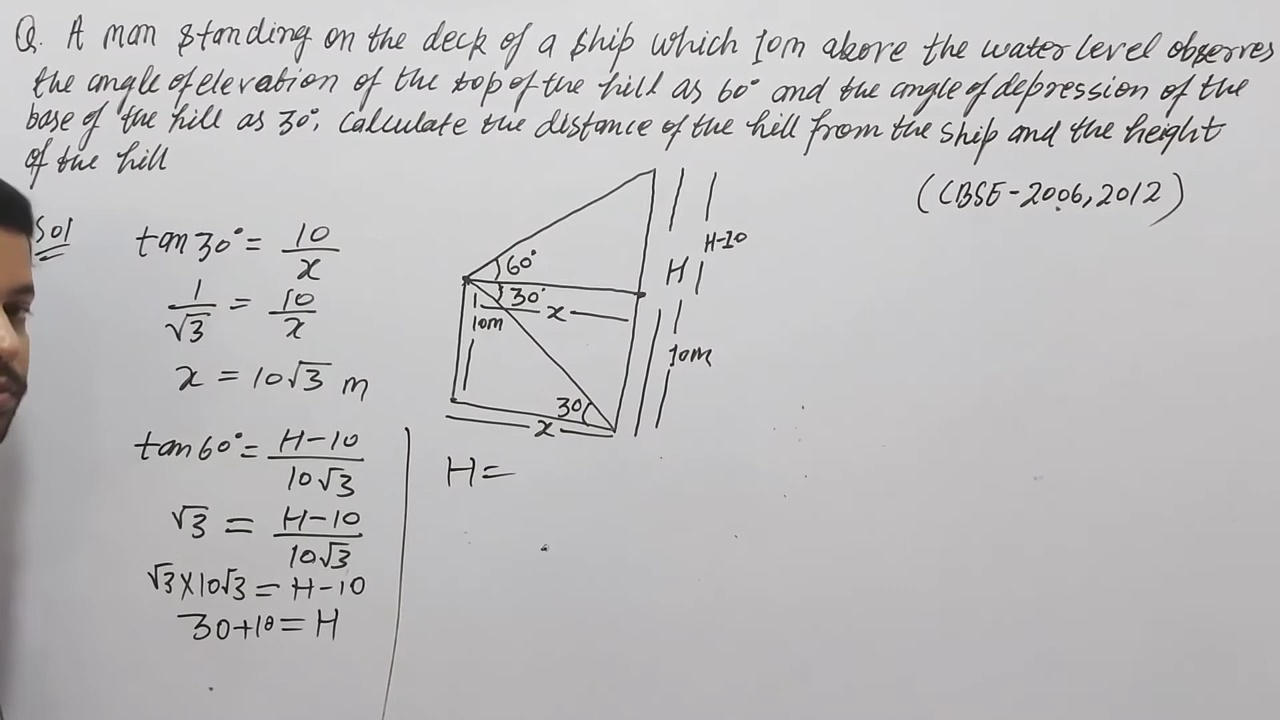 Q. A man standing on the deck of a ship which 10m above the water level observes
the angle of elevation of the top of the hill as 60° and the angle of depression of the
base of the hill as 30°, Calculate the distance of the hill from the ship and the height
of the hill
(CBSE-2006,2012)
Sol
tan 30° = 10/x
1/√3 = 10/x
x = 10√3 m
tan 60° = H-10/10√3
√3 = H-10/10√3
√3×10√3 = H-10
30+10 = H
60°
30°
x
10m
30
x
H-10
H
10m
H=